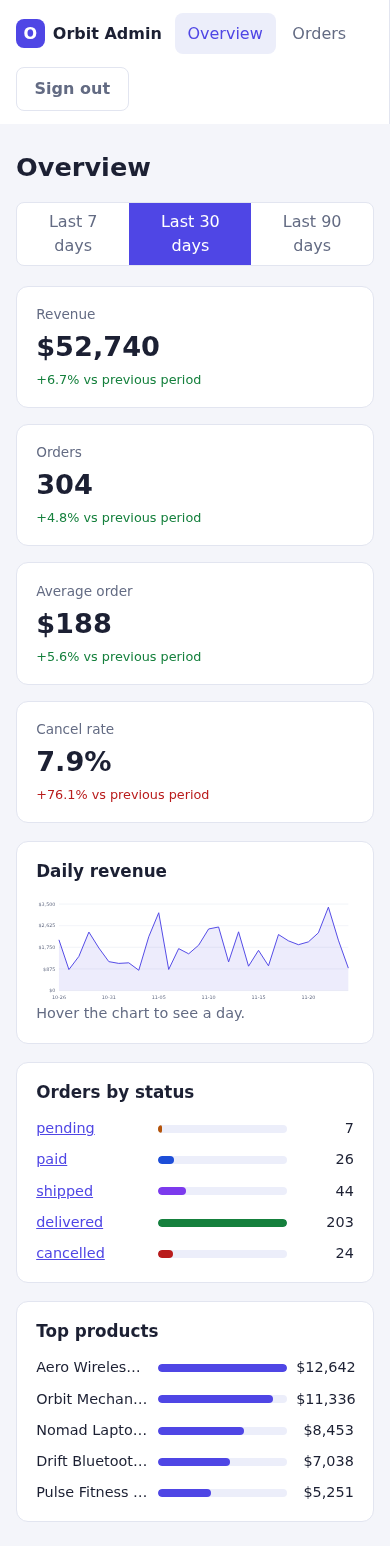 O Orbit Admin Overview Orders
Sign out
Overview
Last 7 days
Last 30 days
Last 90 days
Revenue
$52,740
+6.7% vs previous period
Orders
304
+4.8% vs previous period
Average order
$188
+5.6% vs previous period
Cancel rate
7.9%
+76.1% vs previous period
Daily revenue
$3,500
$2,625
$1,750
$875
$0
10-26 10-31 11-05 11-10 11-15 11-20
Hover the chart to see a day.
Orders by status
pending 7
paid 26
shipped 44
delivered 203
cancelled 24
Top products
Aero Wireles… $12,642
Orbit Mechan… $11,336
Nomad Lapto… $8,453
Drift Bluetoot… $7,038
Pulse Fitness … $5,251